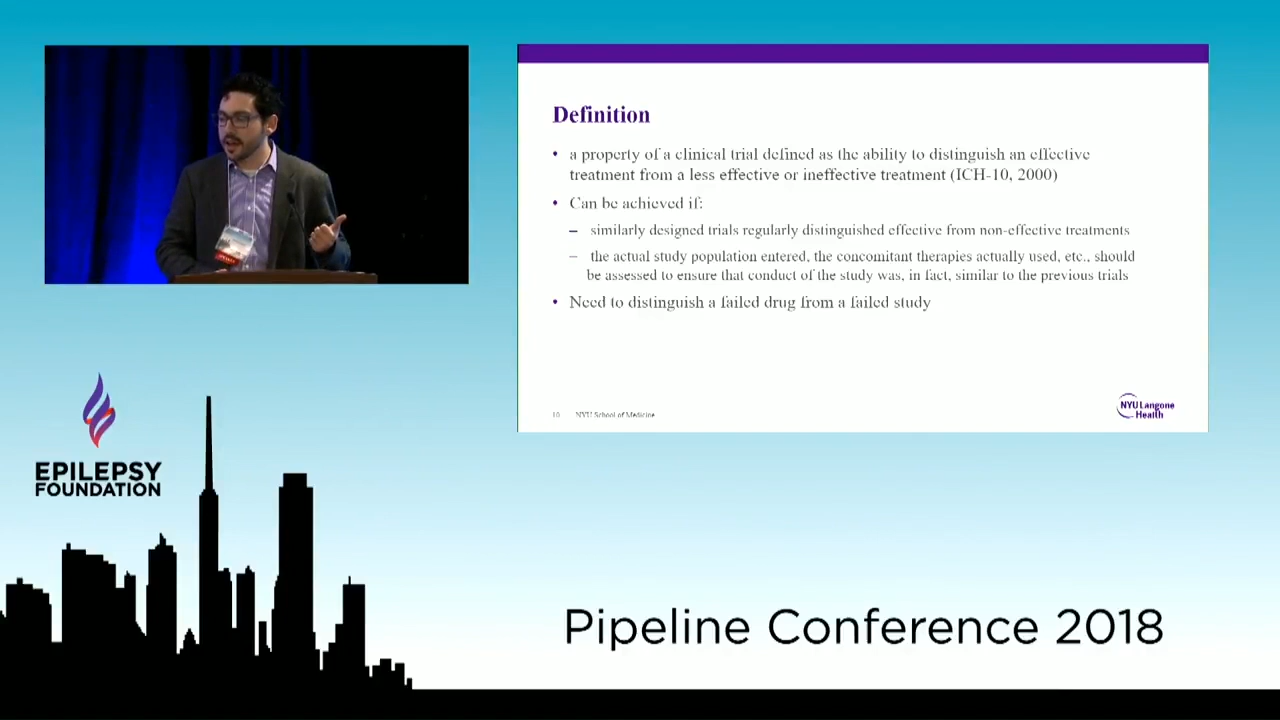 Definition
• a property of a clinical trial defined as the ability to distinguish an effective
treatment from a less effective or ineffective treatment (ICH-10, 2000)
• Can be achieved if:
– similarly designed trials regularly distinguished effective from non-effective treatments
– the actual study population entered, the concomitant therapies actually used, etc., should
be assessed to ensure that conduct of the study was, in fact, similar to the previous trials
• Need to distinguish a failed drug from a failed study
10 NYU School of Medicine
NYU Langone
Health
EPILEPSY
FOUNDATION
Pipeline Conference 2018